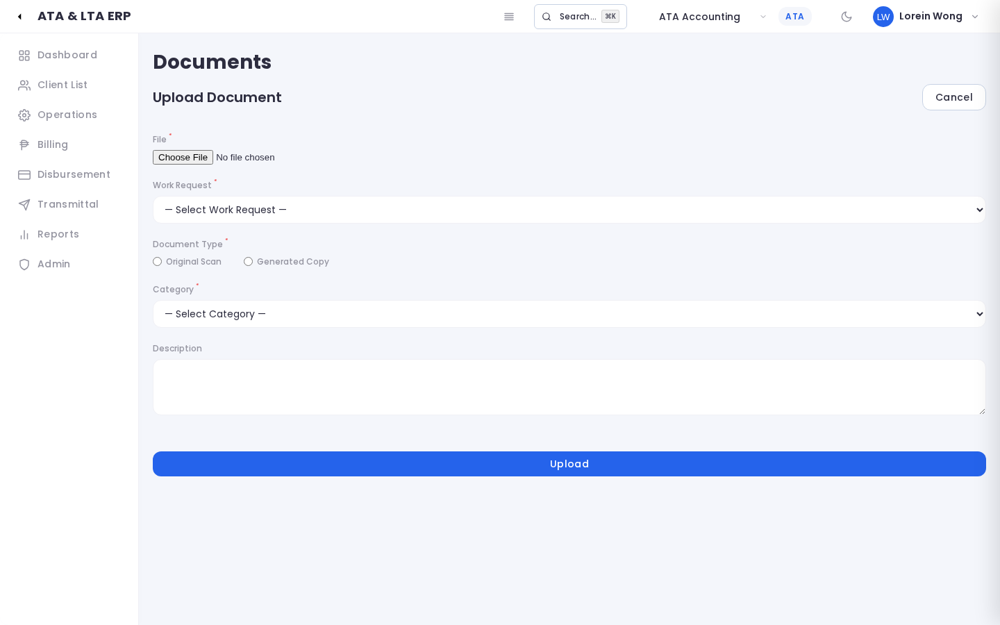 ATA & LTA ERP
Search... ⌘K
ATA Accounting
ATA
LW
Lorein Wong
Dashboard
Client List
Operations
Billing
Disbursement
Transmittal
Reports
Admin
Documents
Upload Document
Cancel
File *
Choose File No file chosen
Work Request *
— Select Work Request —
Document Type *
Original Scan
Generated Copy
Category *
— Select Category —
Description
Upload